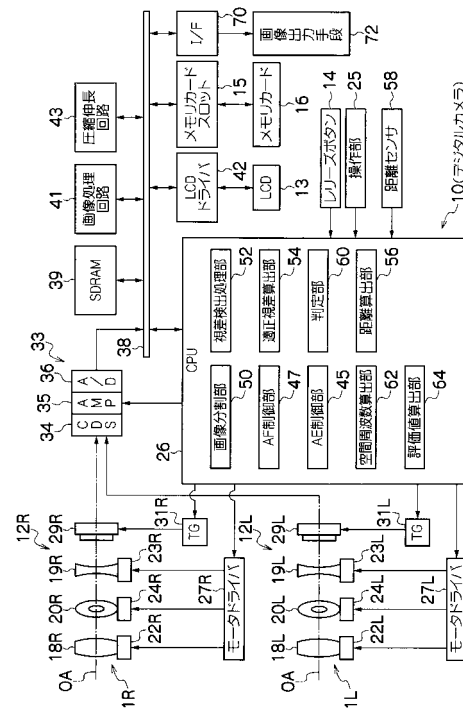 43
圧縮伸長
回路
41
画像処理
回路
39
SDRAM
33
38
70
I/F
画像出力手
段
72
15
メモリカード
スロット
16
メモリカード
42
LCD
ドライバ
13
LCD
14
レリーズボタン
25
操作部
58
距離センサ
10(デジタルカメラ)
34
35
36
CDS
AMP
A/D
26
CPU
視差検出処理部
52
適正視差算出部
54
判定部
60
距離算出部
56
画像分割部
50
AF制御部
47
AE制御部
45
空間周波数算出部
62
評価値算出部
64
12R
29R
31R
TG
19R
23R
20R
24R
18R
22R
27R
モータドライバ
OA
1R
12L
29L
31L
TG
19L
23L
20L
24L
18L
22L
27L
モータドライバ
OA
1L